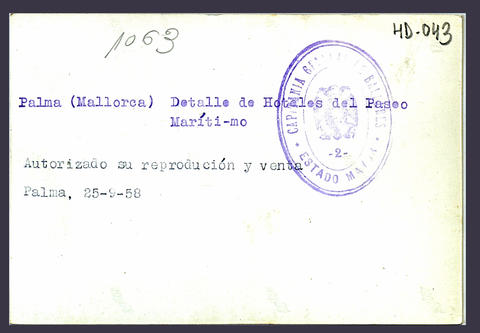 1063
HD-043
Palma (Mallorca) Detalle de Hoteles del Paseo
Maríti-mo
CAPITANIA GENERAL DE BALEARES
-2-
ESTADO MAYOR
Autorizado su reprodución y venta
Palma, 25-9-58